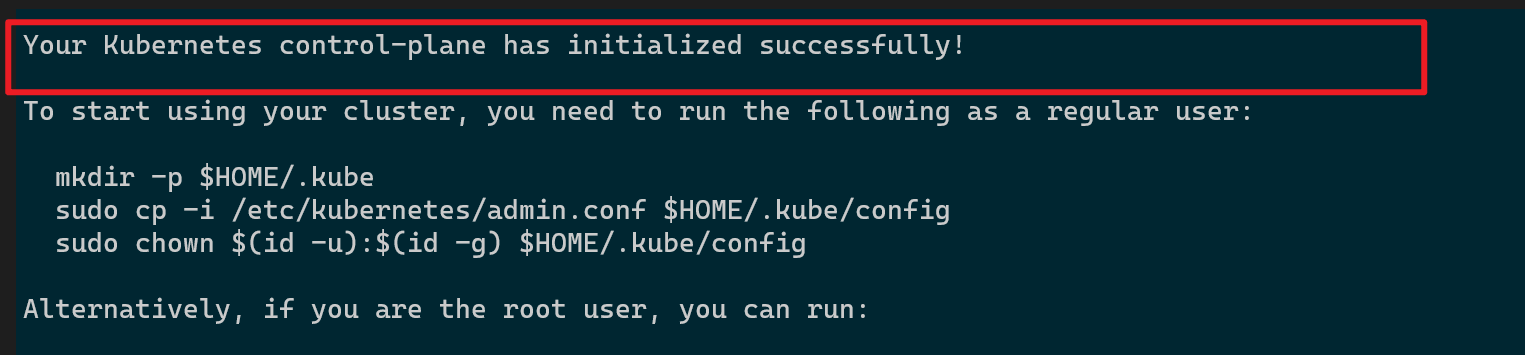 Your Kubernetes control-plane has initialized successfully!
To start using your cluster, you need to run the following as a regular user:
mkdir -p $HOME/.kube
sudo cp -i /etc/kubernetes/admin.conf $HOME/.kube/config
sudo chown $(id -u):$(id -g) $HOME/.kube/config
Alternatively, if you are the root user, you can run: